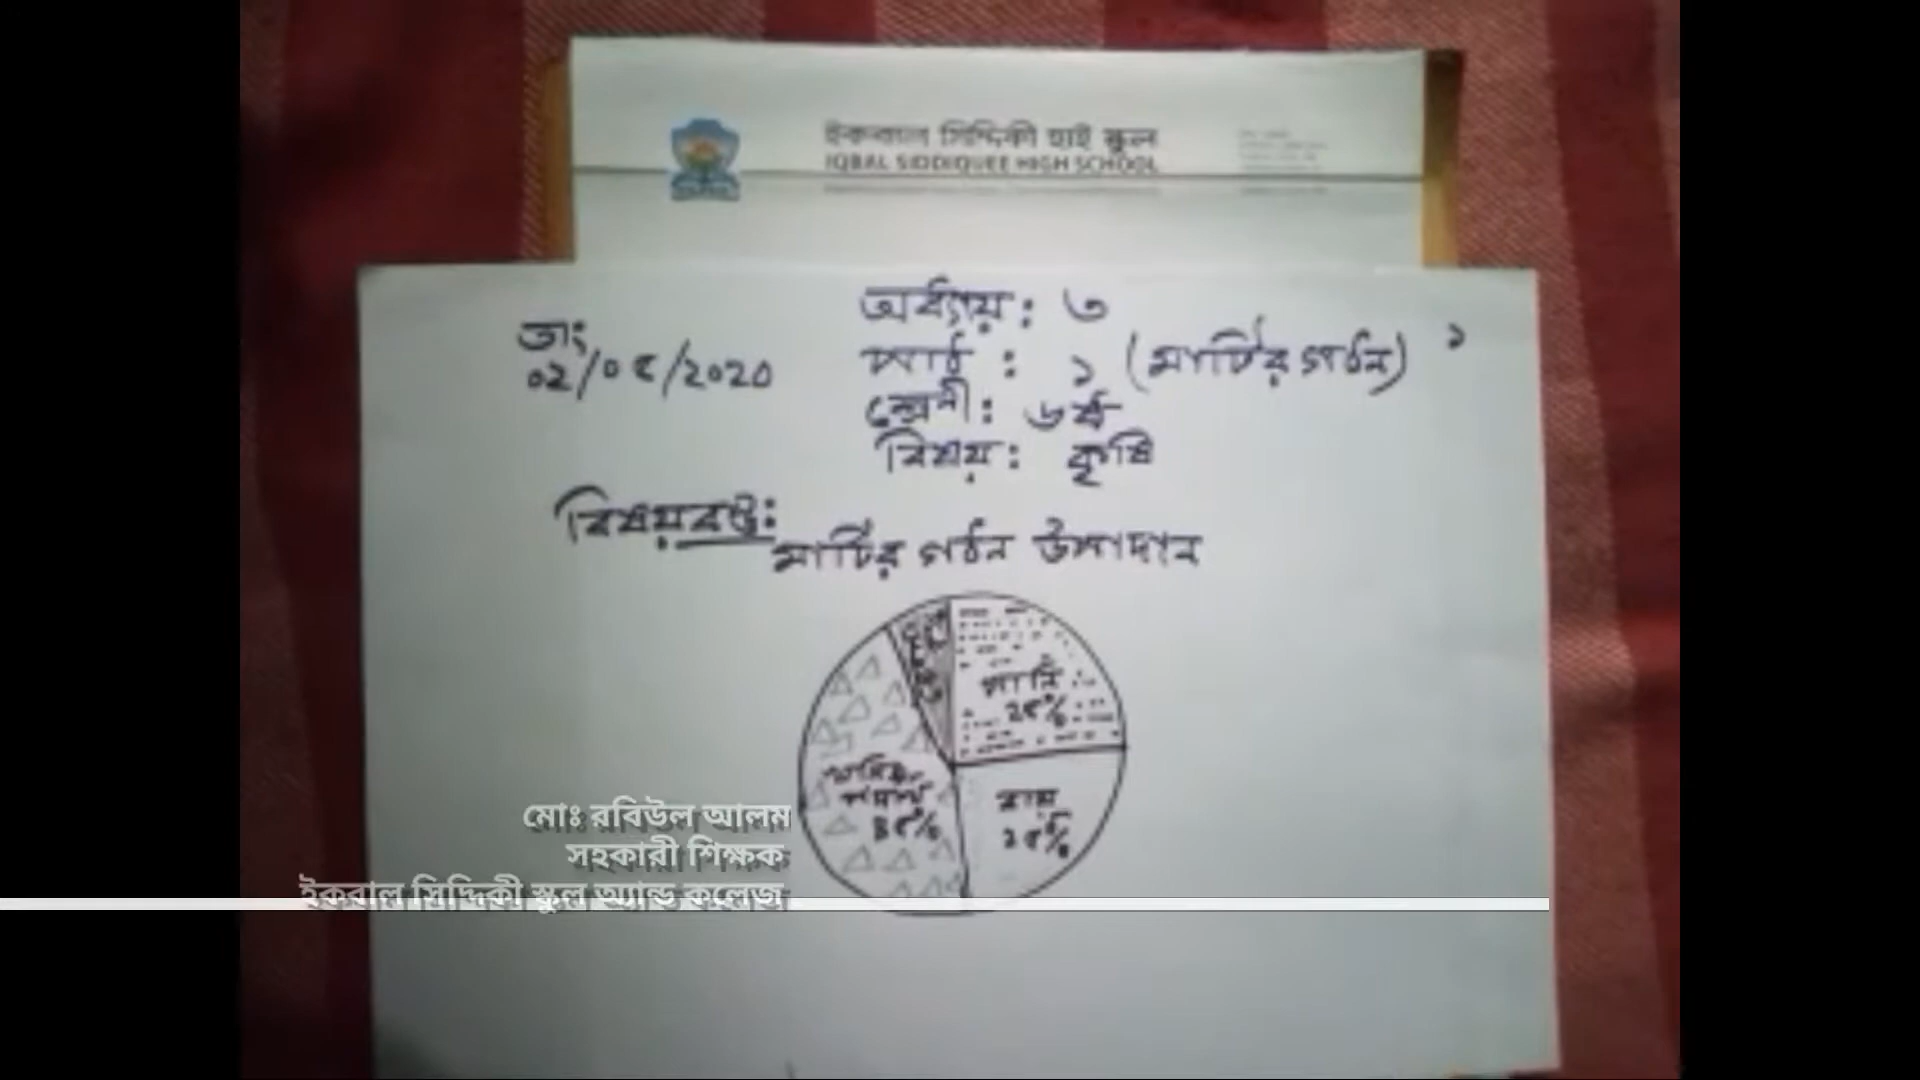 ইকবাল সিদ্দিকী হাই স্কুল
IQBAL SIDDIQUEE HIGH SCHOOL
অধ্যায় : ৩
তাং
০২/০৫/২০২০
পাঠ : ১ (মাটির গঠন)
১
শ্রেনী : ৬ষ্ঠ
বিষয় : কৃষি
বিষয়বস্তু:
মাটির গঠন উপাদান
পানি
২৫%
বায়ু
২৫%
পদার্থ
৪৫%
মোঃ রবিউল আলম
সহকারী শিক্ষক
ইকবাল সিদ্দিকী স্কুল অ্যান্ড কলেজ